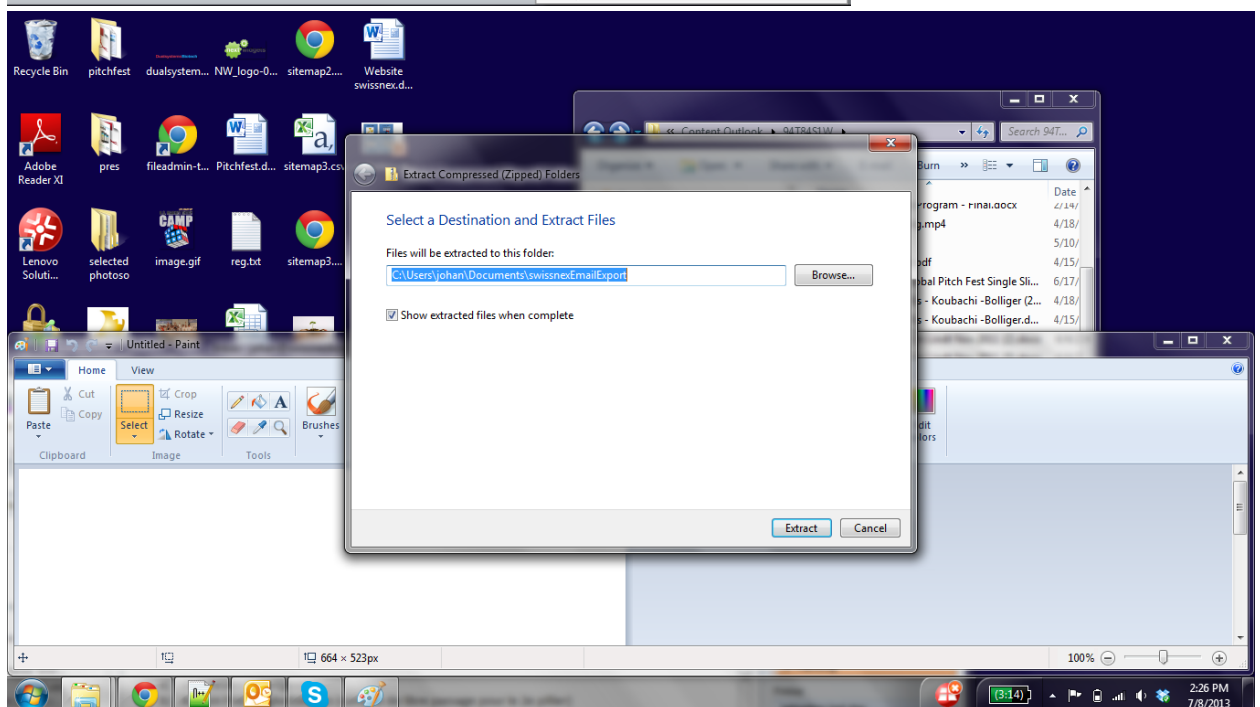 Recycle Bin
pitchfest
dualsystem...
NW_logo-0...
sitemap2....
Website
swissnex.d...
Adobe
Reader XI
pres
fileadmin-t...
Pitchfest.d...
sitemap3.csv
Lenovo
Soluti...
selected
photoso
CAMP
image.gif
reg.txt
sitemap3....
« Content Outlook ▸ 94T84S1W ▸
Search 94T...
Burn »
Date
Program - Final.docx 2/14/
g.mp4 4/18/
5/10/
pdf 4/15/
obal Pitch Fest Single Sli... 6/17/
s - Koubachi -Bolliger (2... 4/18/
s - Koubachi -Bolliger.d... 4/15/
Extract Compressed (Zipped) Folders
Select a Destination and Extract Files
Files will be extracted to this folder:
C:\Users\johan\Documents\swissnexEmailExport
Browse...
Show extracted files when complete
Extract
Cancel
Untitled - Paint
Home View
Paste
Cut
Copy
Clipboard
Select
Crop
Resize
Rotate
Image
A
Tools
Brushes
dit
lors
664 × 523px
100%
(3:14)
2:26 PM
7/8/2013